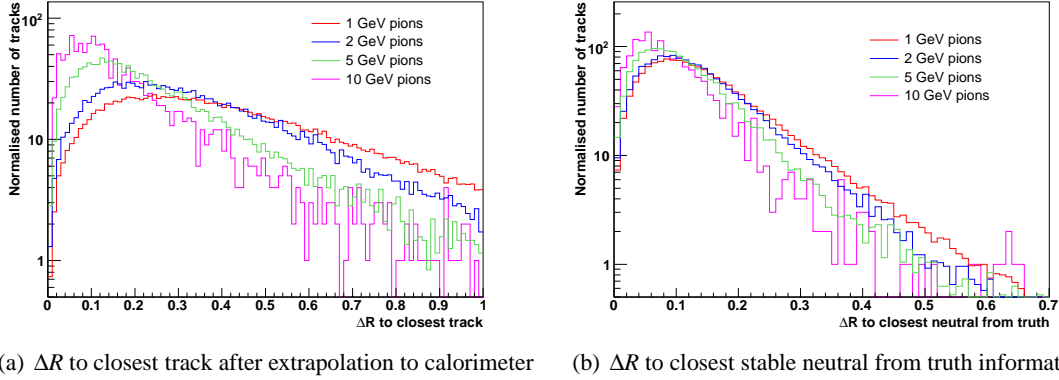 Normalised number of tracks
10²
10
1
0 0.1 0.2 0.3 0.4 0.5 0.6 0.7 0.8 0.9 1
ΔR to closest track
1 GeV pions
2 GeV pions
5 GeV pions
10 GeV pions
(a) ΔR to closest track after extrapolation to calorimeter
Normalised number of tracks
10²
10
1
0 0.1 0.2 0.3 0.4 0.5 0.6 0.7
ΔR to closest neutral from truth
1 GeV pions
2 GeV pions
5 GeV pions
10 GeV pions
(b) ΔR to closest stable neutral from truth informat